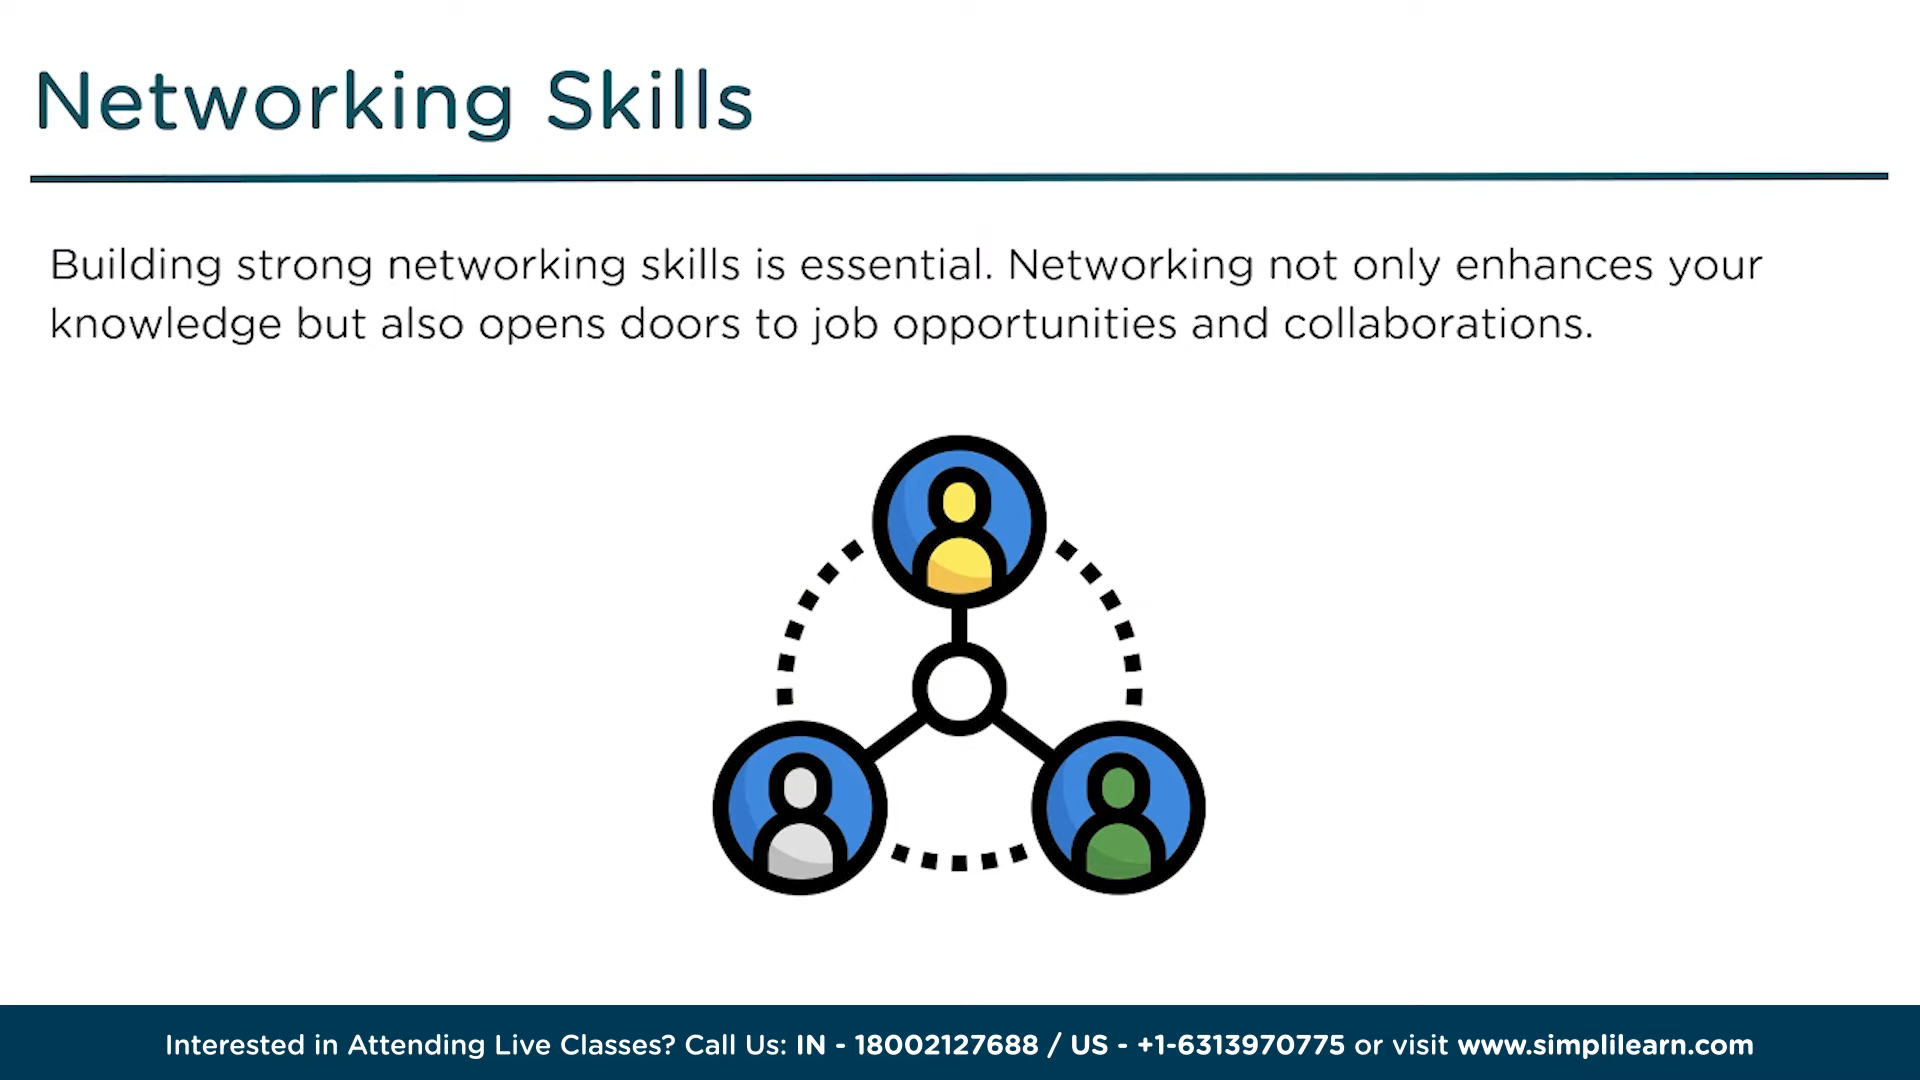 Networking Skills
Building strong networking skills is essential. Networking not only enhances your
knowledge but also opens doors to job opportunities and collaborations.
Interested in Attending Live Classes? Call Us: IN - 18002127688 / US - +1-6313970775 or visit www.simplilearn.com